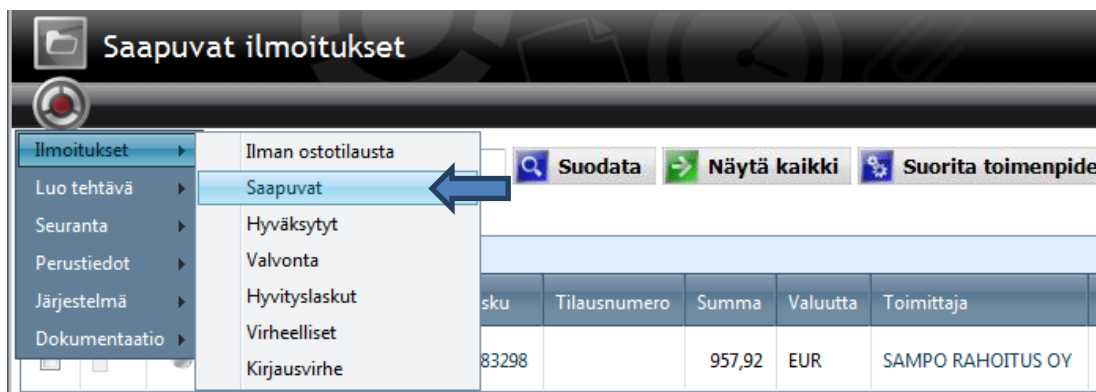 Saapuvat ilmoitukset
Ilmoitukset
Luo tehtävä
Seuranta
Perustiedot
Järjestelmä
Dokumentaatio
Ilman ostotilausta
Saapuvat
Hyväksytyt
Valvonta
Hyvityslaskut
Virheelliset
Kirjausvirhe
Suodata Näytä kaikki Suorita toimenpide
sku Tilausnumero Summa Valuutta Toimittaja
83298 957,92 EUR SAMPO RAHOITUS OY